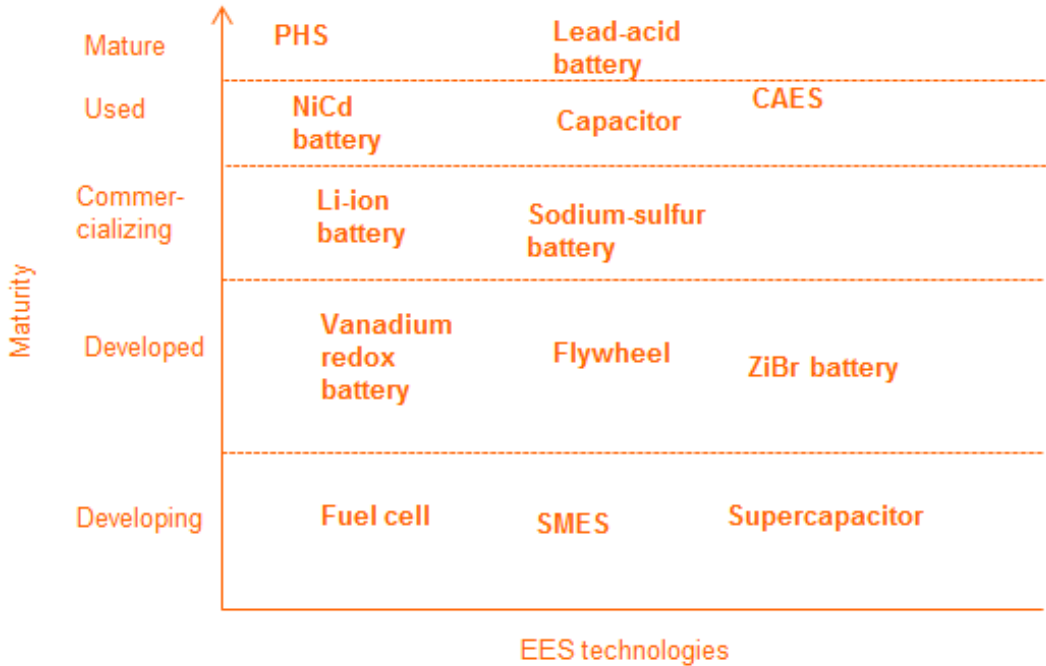 Mature
PHS
Lead-acid
battery
Used
NiCd
battery
Capacitor
CAES
Commer-
cializing
Li-ion
battery
Sodium-sulfur
battery
Maturity
Developed
Vanadium
redox
battery
Flywheel
ZiBr battery
Developing
Fuel cell
SMES
Supercapacitor
EES technologies